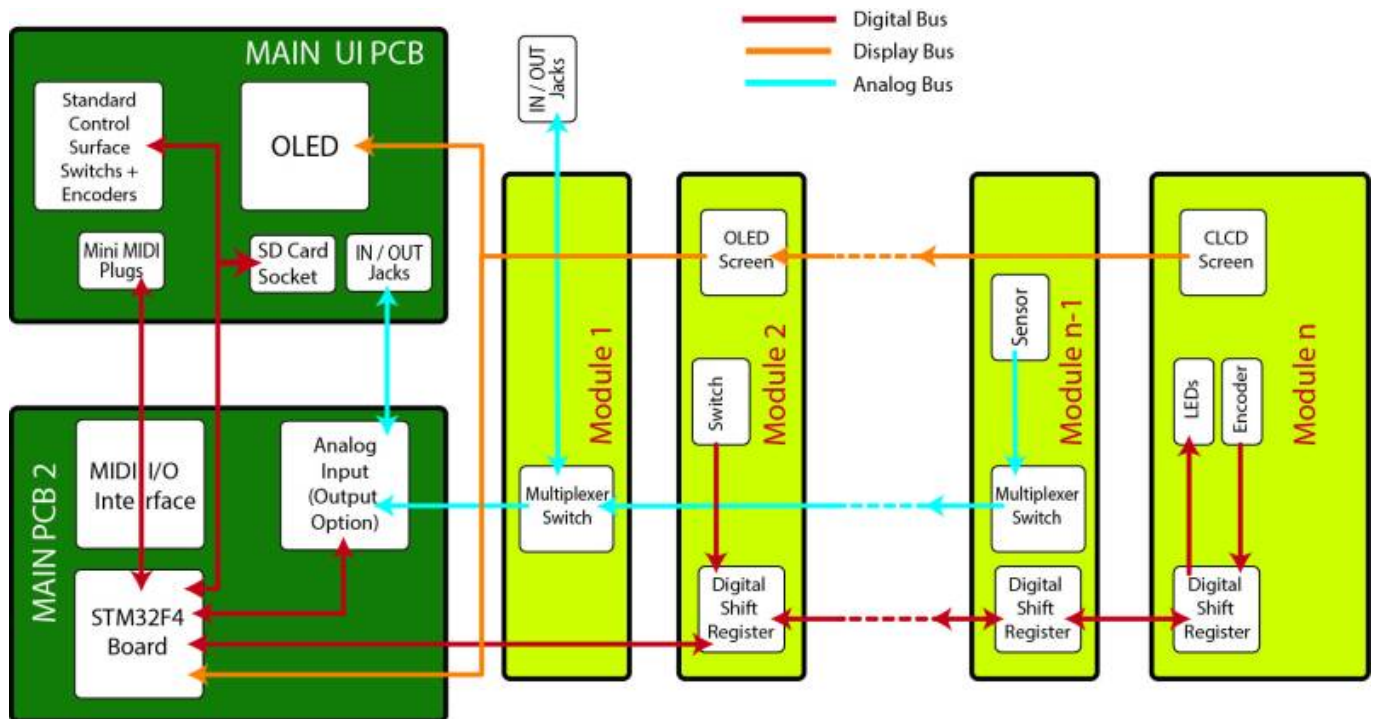 Digital Bus
Display Bus
Analog Bus
MAIN UI PCB
Standard
Control
Surface
Switchs +
Encoders
OLED
Mini MIDI
Plugs
SD Card
Socket
IN / OUT
Jacks
IN / OUT
Jacks
MAIN PCB 2
MIDI I/O
Interface
Analog
Input
(Output
Option)
STM32F4
Board
Module 1
Multiplexer
Switch
Module 2
OLED
Screen
Switch
Digital
Shift
Register
Module n-1
Sensor
Multiplexer
Switch
Digital
Shift
Register
Module n
CLCD
Screen
LEDs
Encoder
Digital
Shift
Register